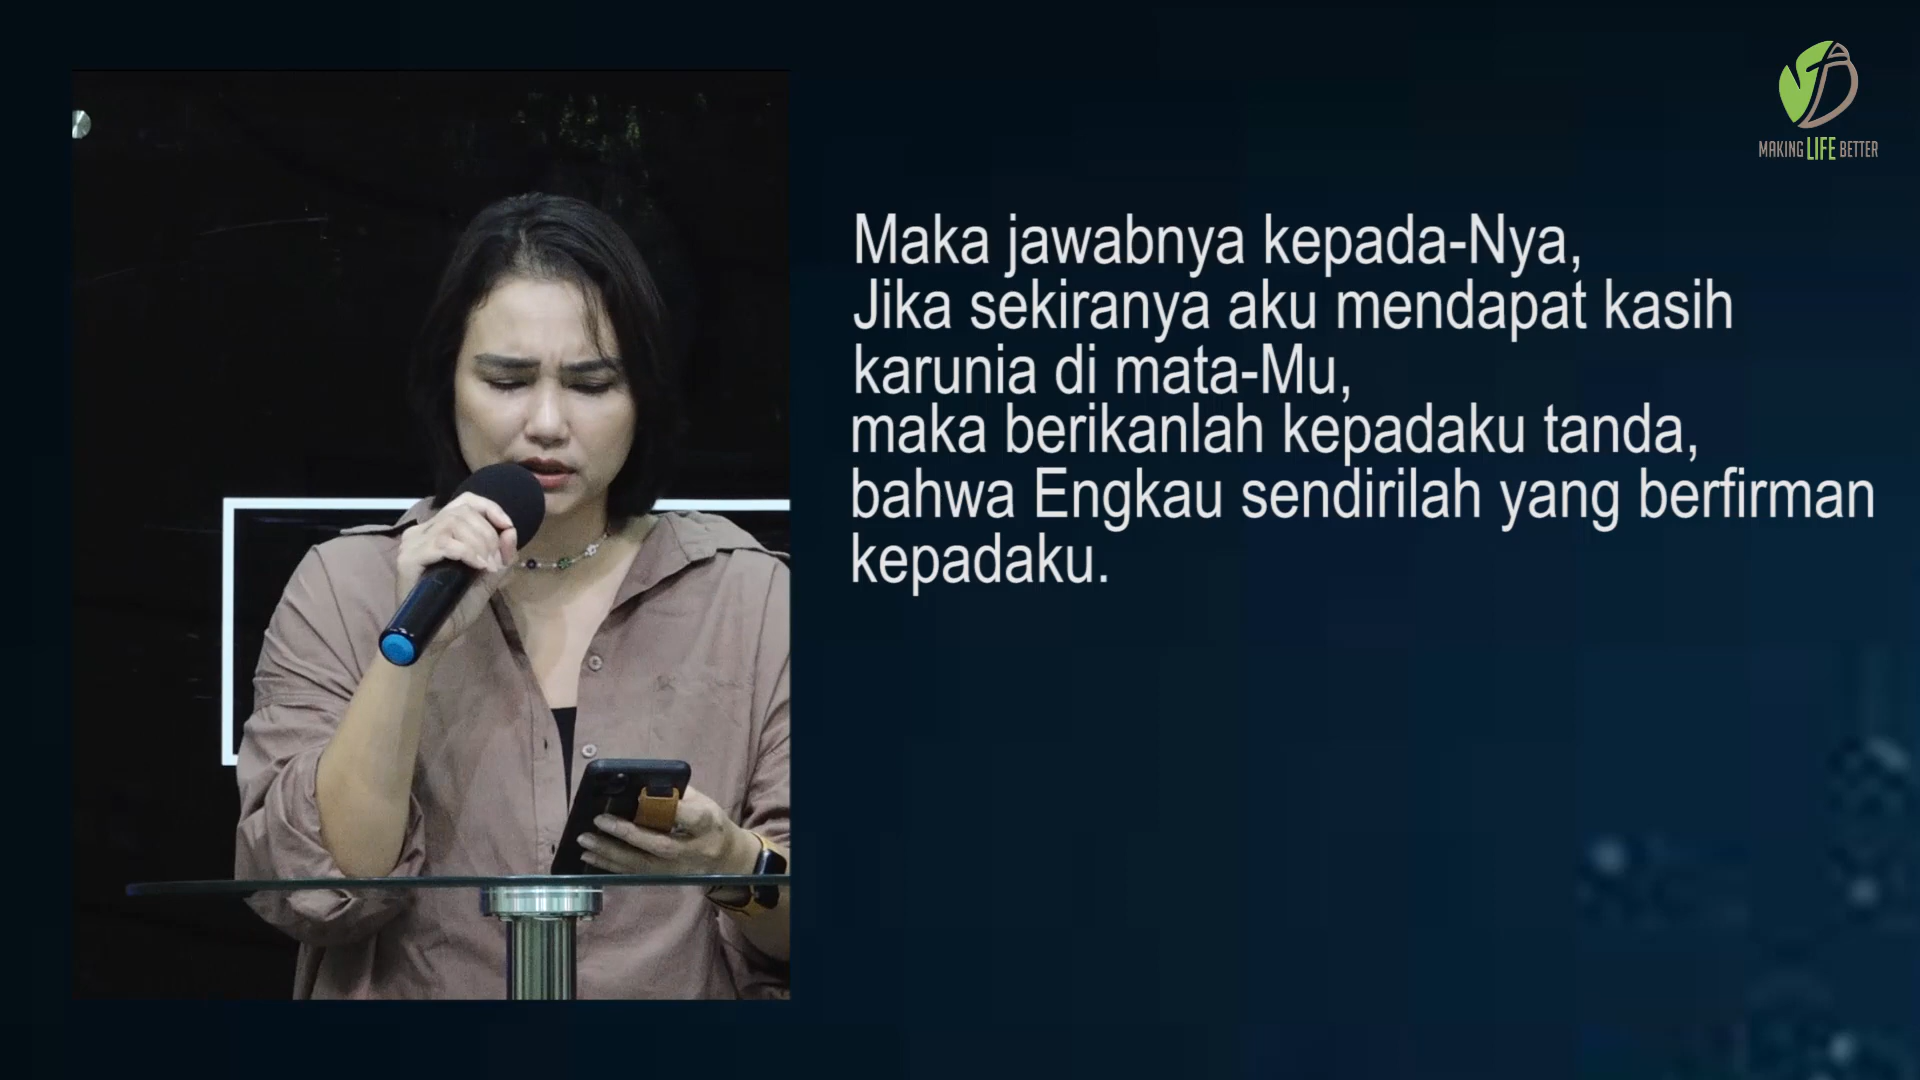 MAKING LIFE BETTER
Maka jawabnya kepada-Nya,
Jika sekiranya aku mendapat kasih
karunia di mata-Mu,
maka berikanlah kepadaku tanda,
bahwa Engkau sendirilah yang berfirman
kepadaku.